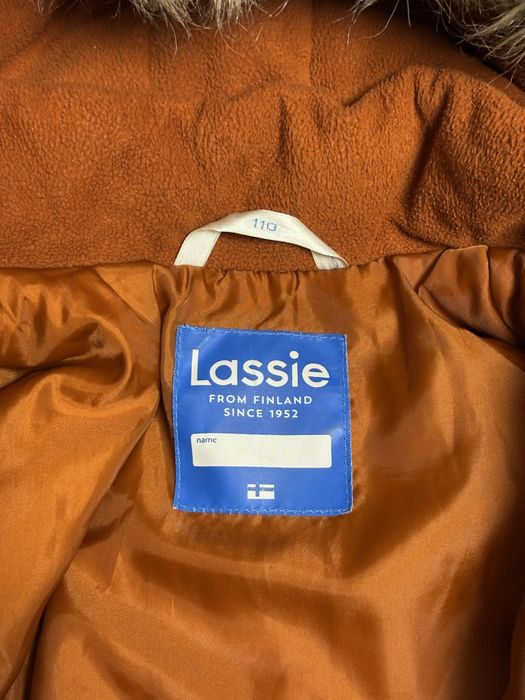 110
Lassie
FROM FINLAND
SINCE 1952
name